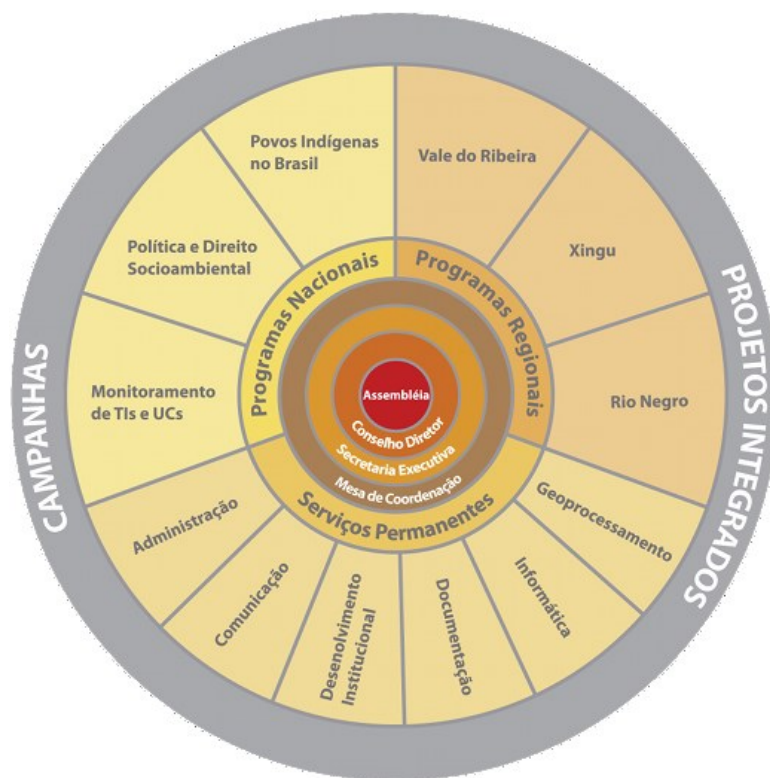 Povos Indígenas
no Brasil
Vale do Ribeira
Política e Direito
Socioambiental
Xingu
Programas Nacionais
Programas Regionais
Monitoramento
de TIs e UCs
Rio Negro
Assembléia
Conselho Diretor
Secretaria Executiva
Mesa de Coordenação
Serviços Permanentes
Administração
Comunicação
Desenvolvimento
Institucional
Documentação
Informática
Geoprocessamento
CAMPANHAS
PROJETOS INTEGRADOS